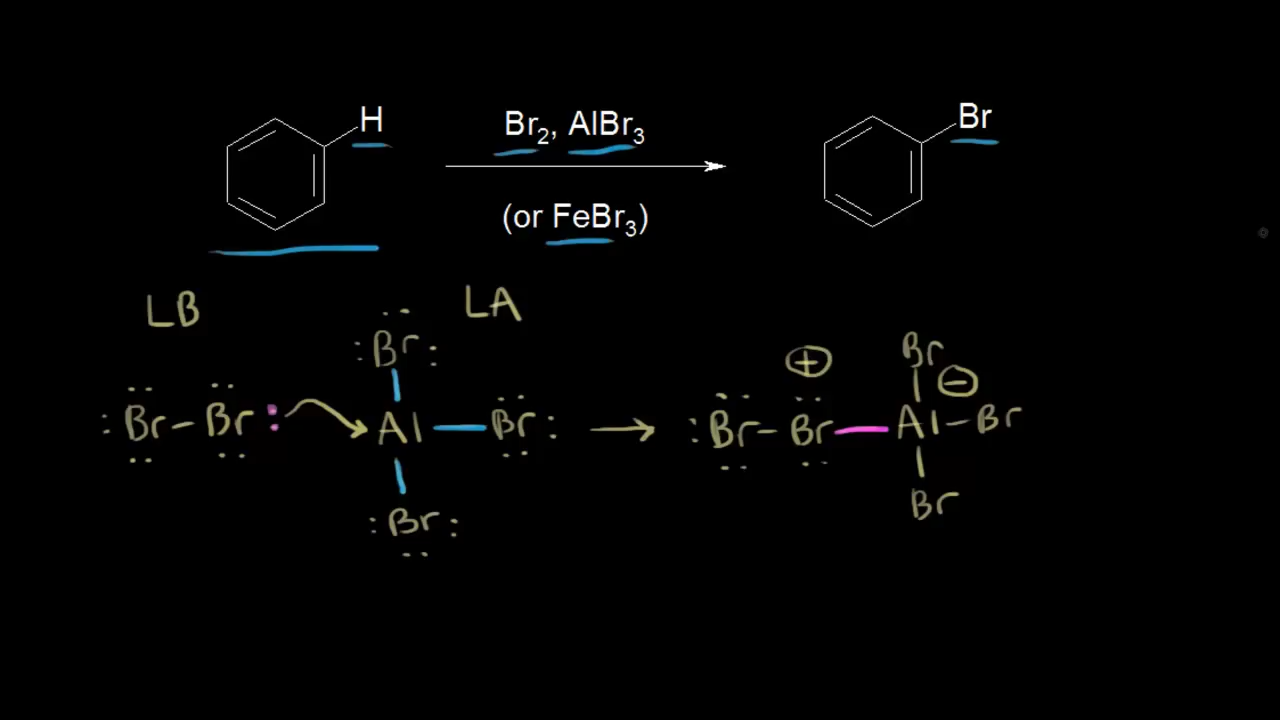 H Br₂, AlBr₃ Br
(or FeBr₃)
LB LA
:Br: Br
⊕ ⊖
:Br–Br: Al–Br: → :Br–Br–Al–Br
:Br: Br